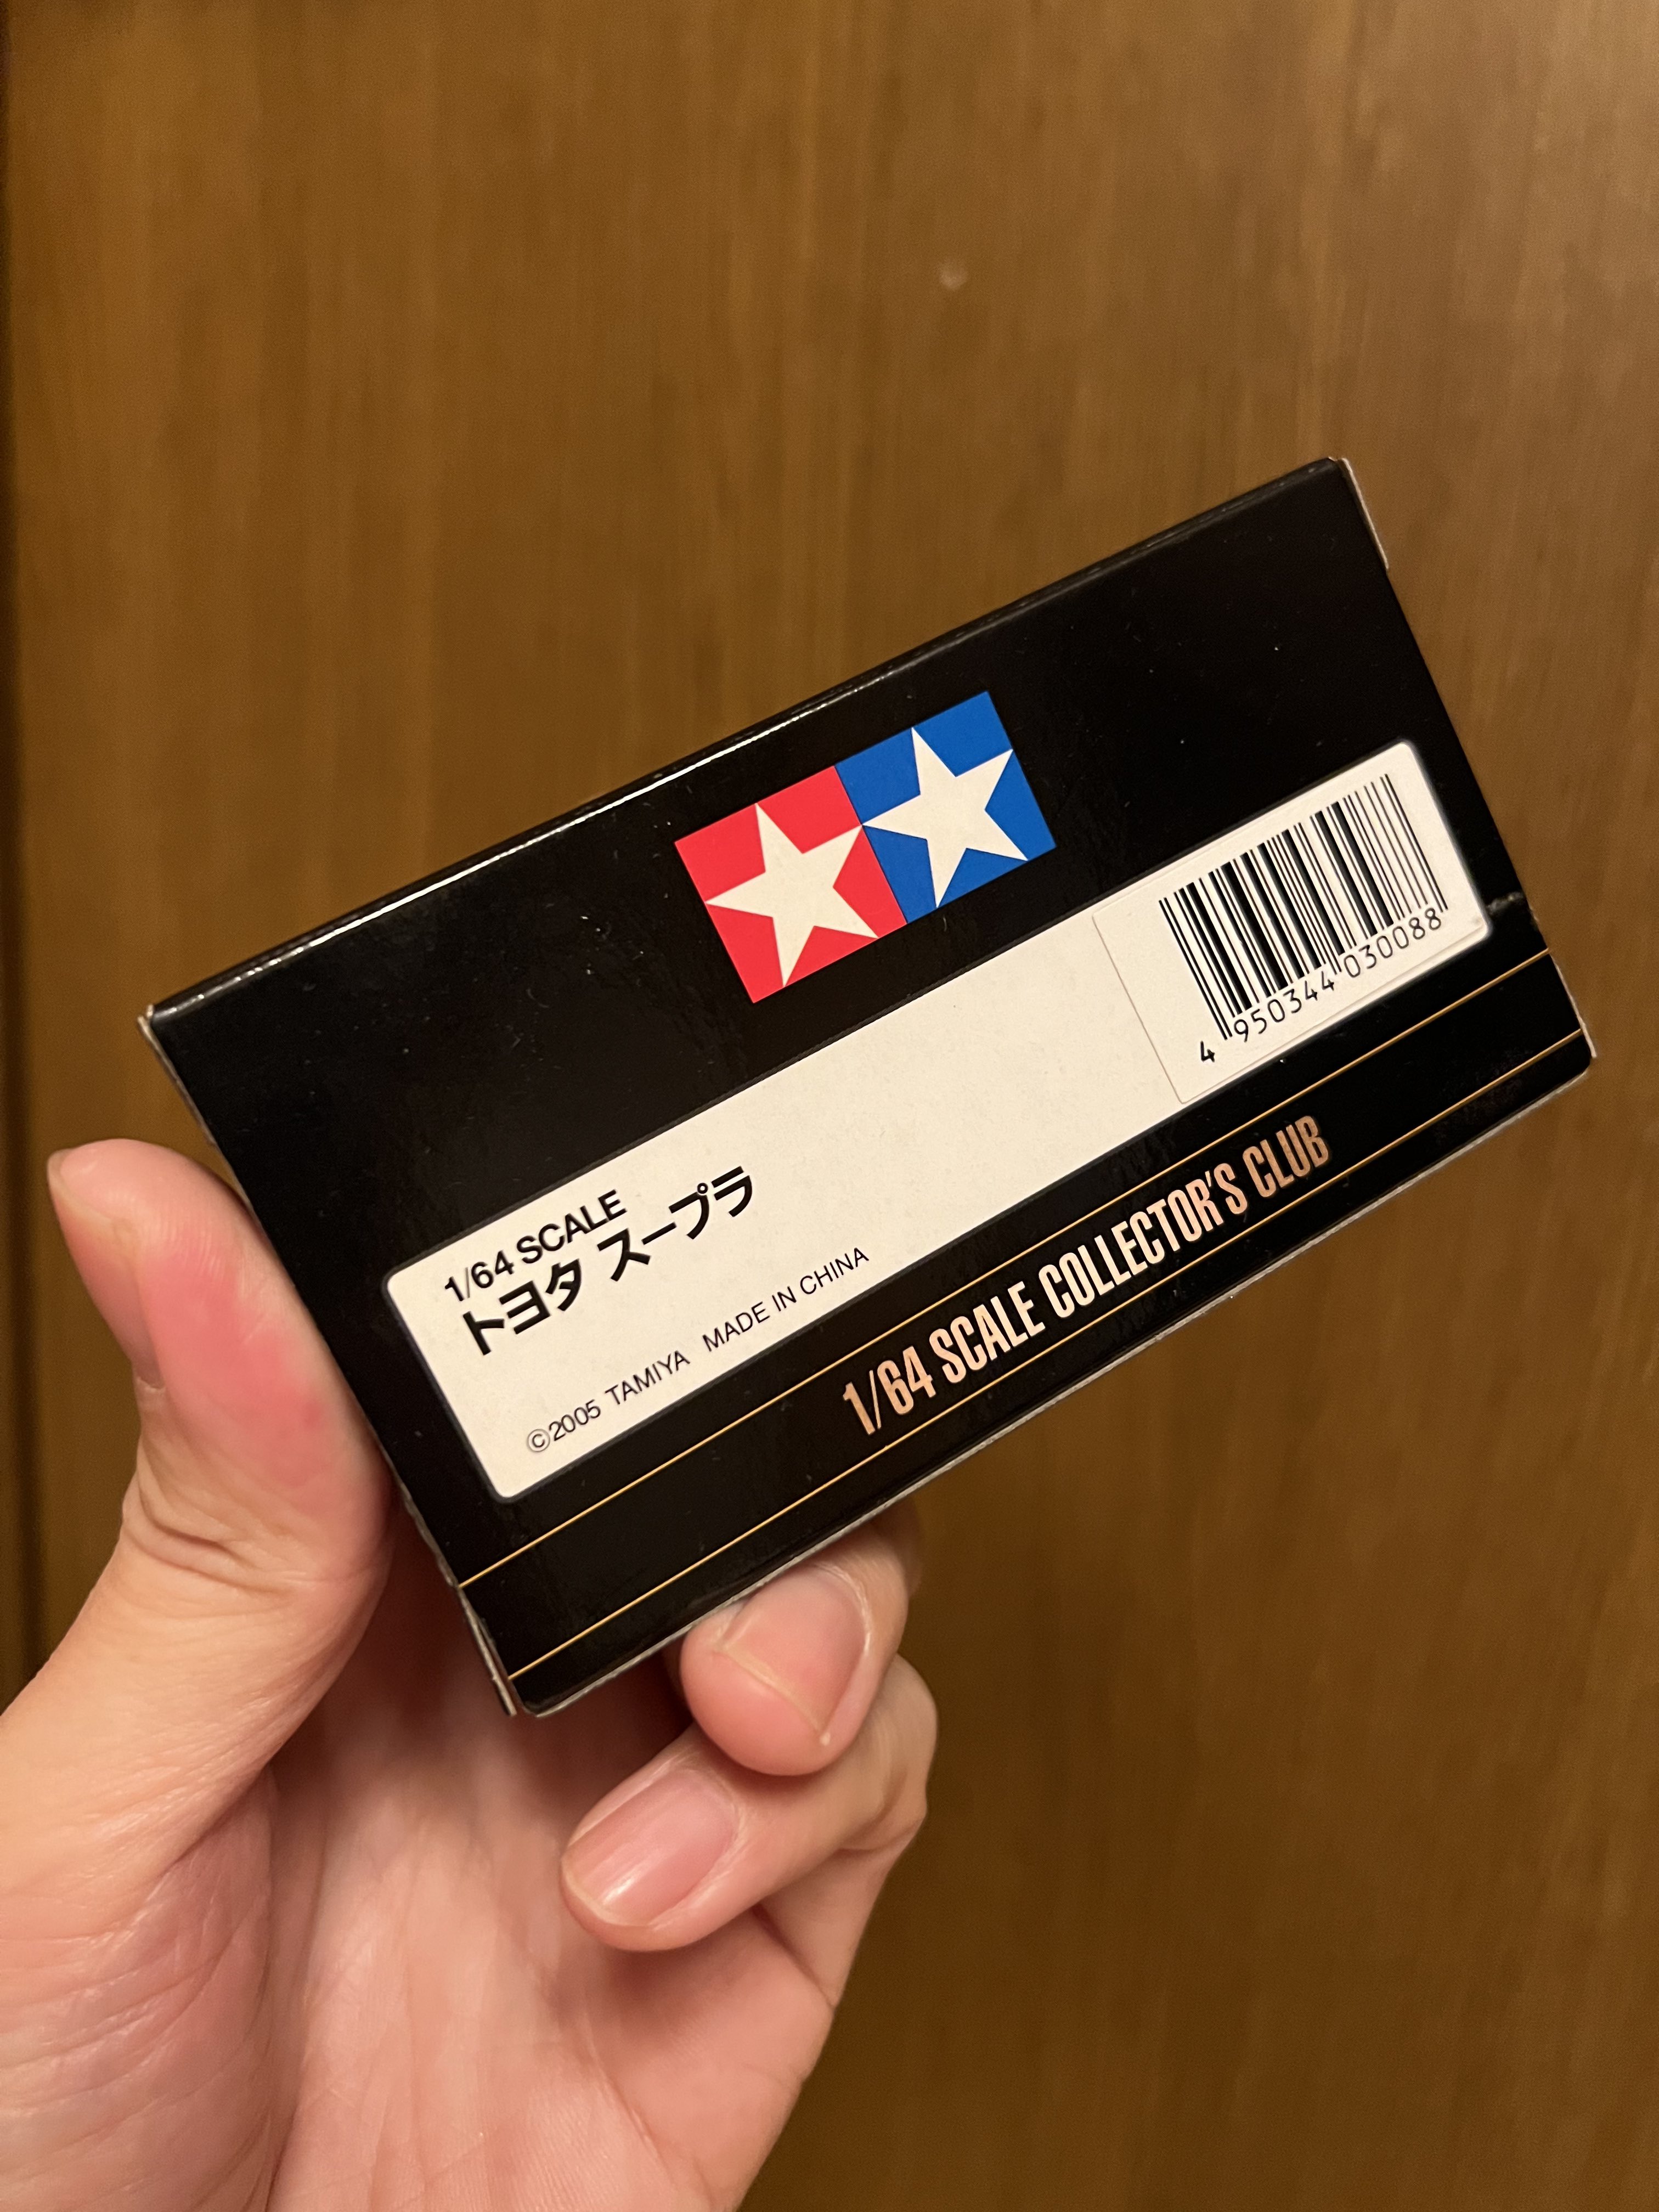 4 950344 030088
1/64 SCALE
トヨタ スープラ
©2005 TAMIYA MADE IN CHINA
1/64 SCALE COLLECTOR'S CLUB